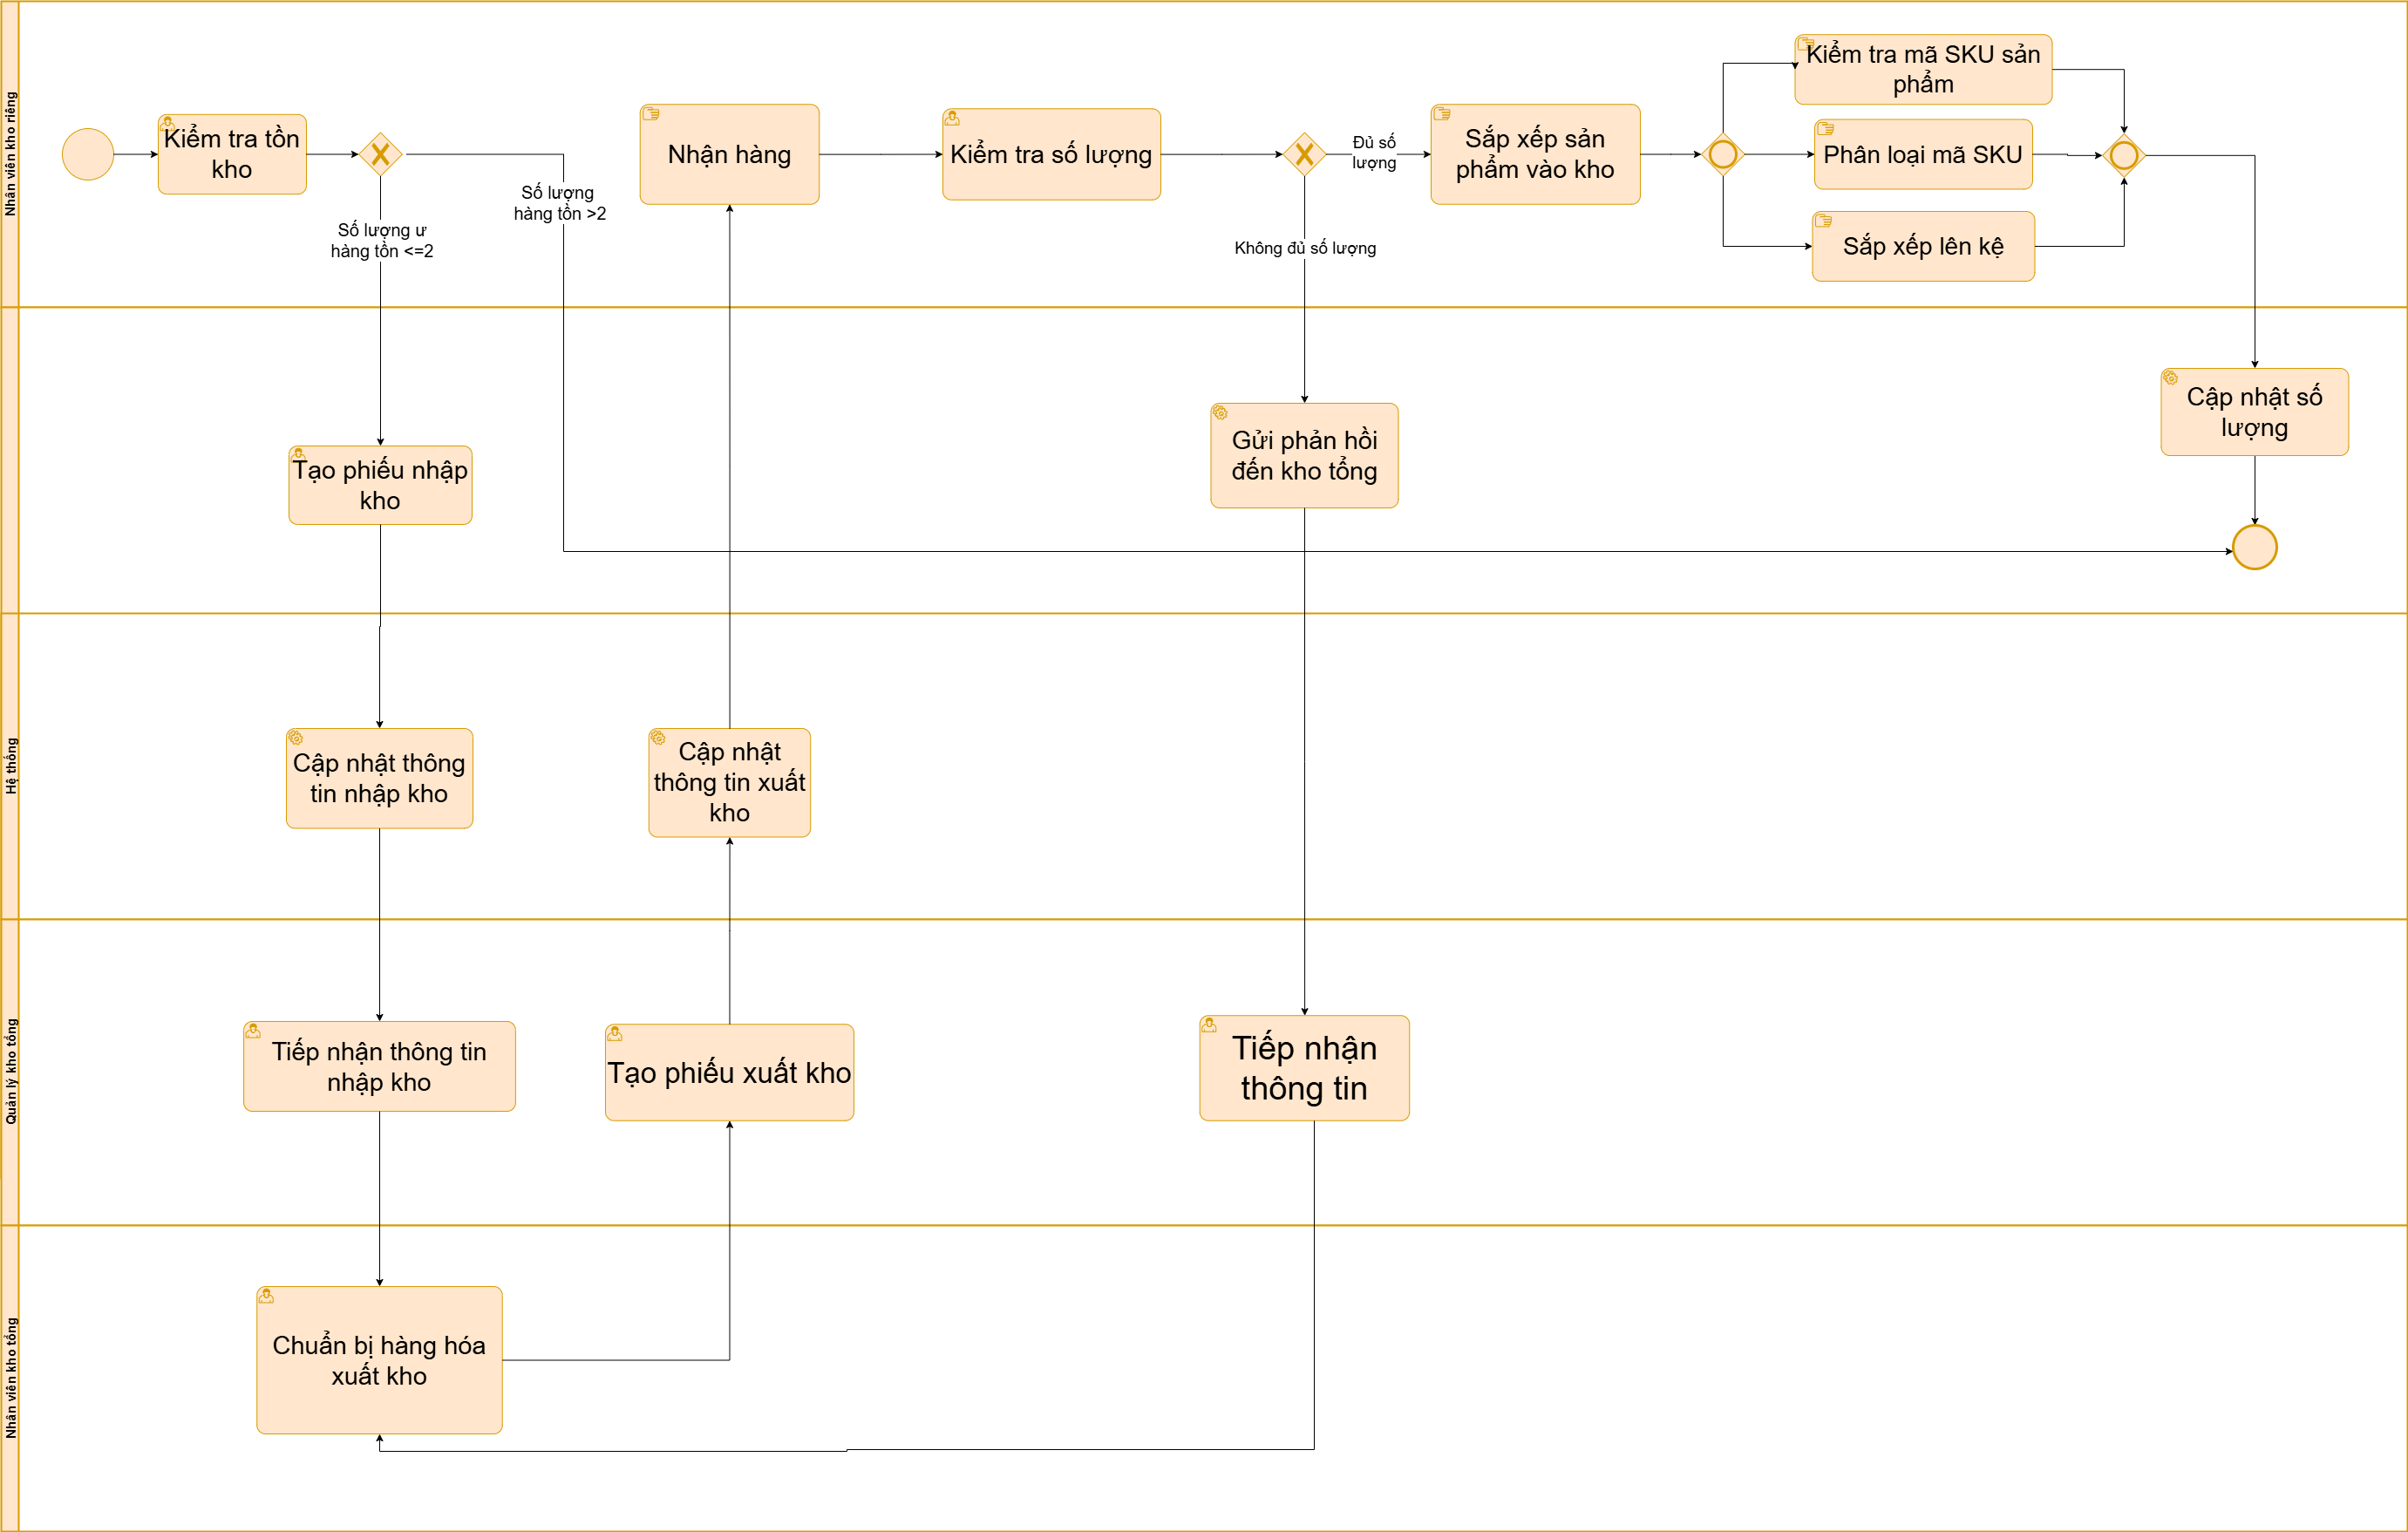 Nhân viên kho riêng
Kiểm tra tồn
kho
Số lượng ư
hàng tồn <=2
Số lượng
hàng tồn >2
Nhận hàng
Kiểm tra số lượng
Đủ số
lượng
Không đủ số lượng
Sắp xếp sản
phẩm vào kho
Kiểm tra mã SKU sản
phẩm
Phân loại mã SKU
Sắp xếp lên kệ
Tạo phiếu nhập
kho
Gửi phản hồi
đến kho tổng
Cập nhật số
lượng
Hệ thống
Cập nhật thông
tin nhập kho
Cập nhật
thông tin xuất
kho
Quản lý kho tổng
Tiếp nhận thông tin
nhập kho
Tạo phiếu xuất kho
Tiếp nhận
thông tin
Nhân viên kho tổng
Chuẩn bị hàng hóa
xuất kho